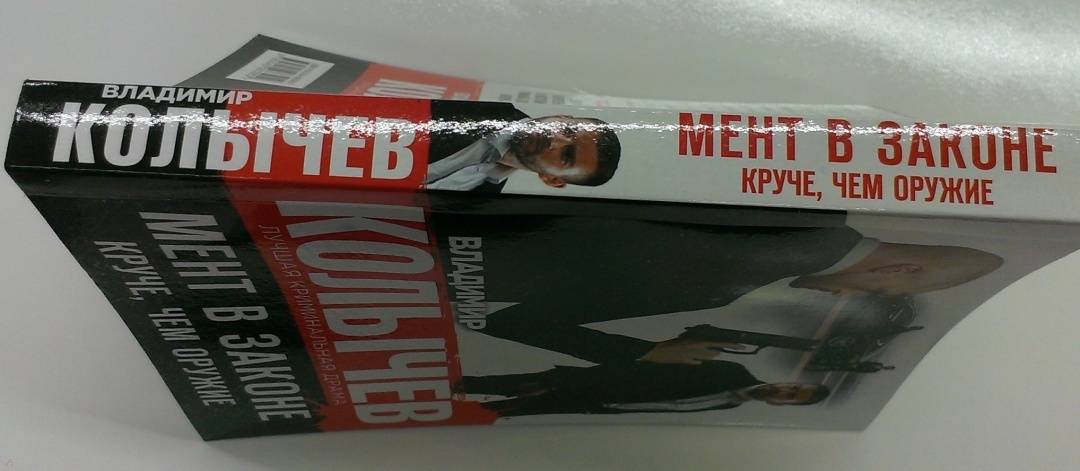 ВЛАДИМИР
КОЛЫЧЕВ
МЕНТ В ЗАКОНЕ
КРУЧЕ, ЧЕМ ОРУЖИЕ
ВЛАДИМИР
КОЛЫЧЕВ
ЛУЧШАЯ КРИМИНАЛЬНАЯ ДРАМА
МЕНТ В ЗАКОНЕ
КРУЧЕ, ЧЕМ ОРУЖИЕ